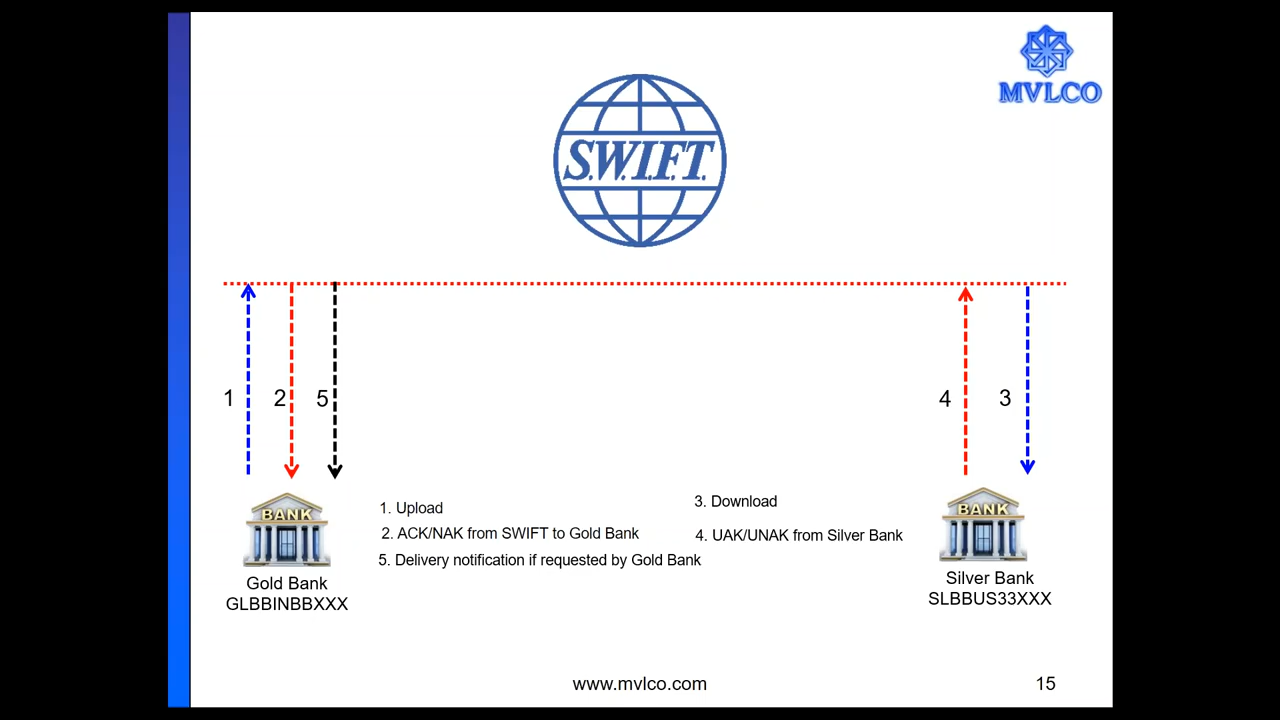 MVLCO
S.W.I.F.T.
1
2
5
4
3
BANK
BANK
1. Upload
2. ACK/NAK from SWIFT to Gold Bank
5. Delivery notification if requested by Gold Bank
3. Download
4. UAK/UNAK from Silver Bank
Gold Bank
GLBBINBBXXX
Silver Bank
SLBBUS33XXX
www.mvlco.com
15